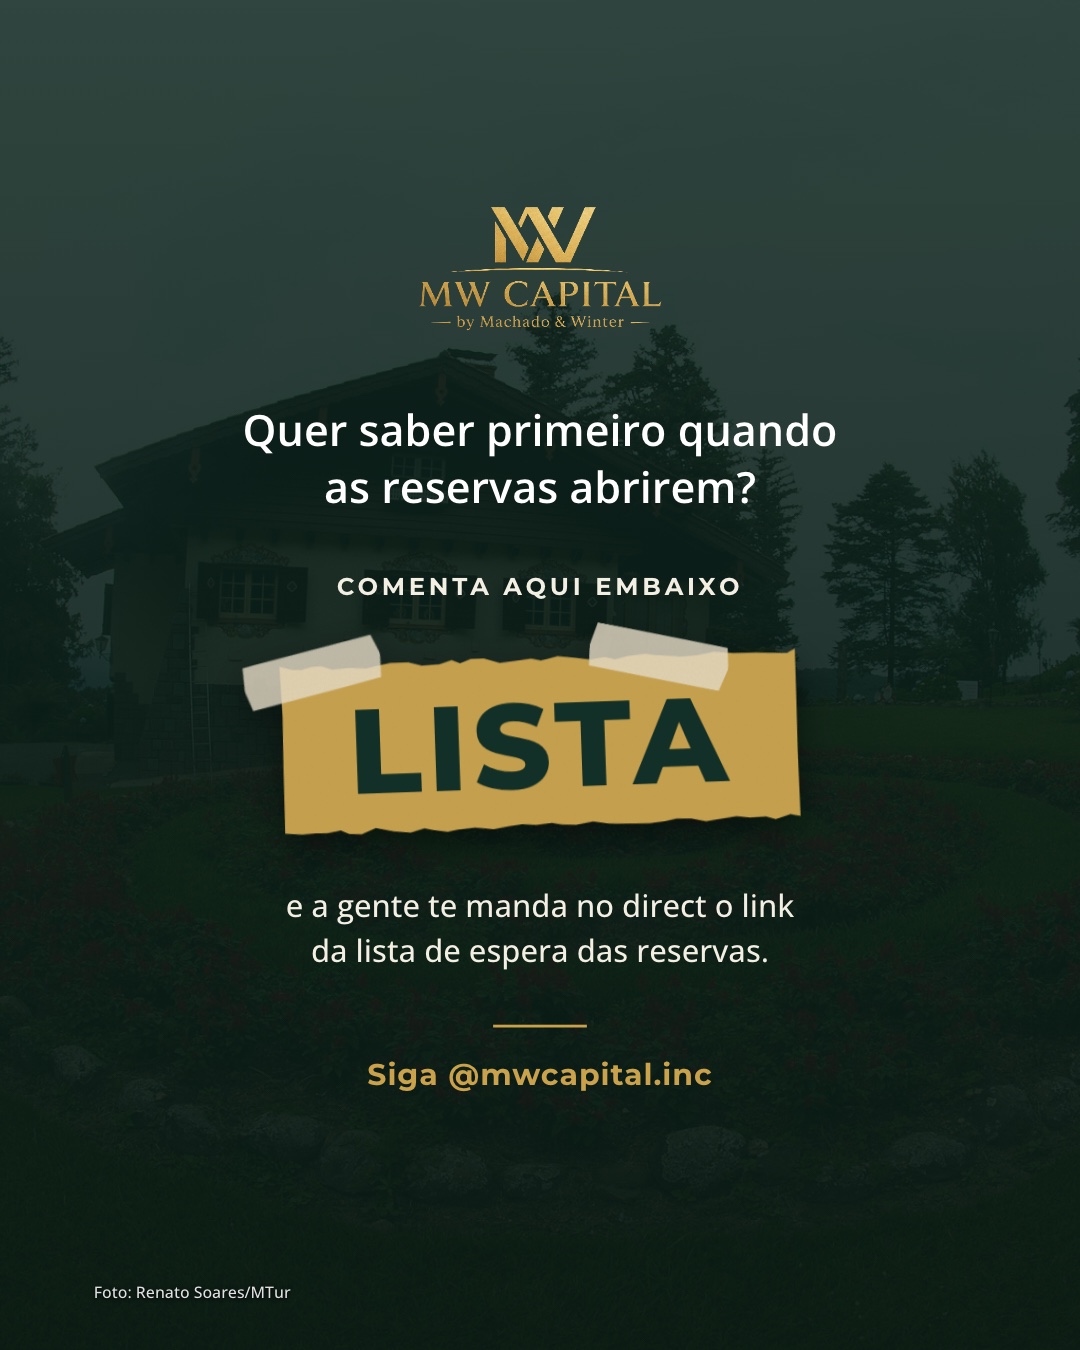 MW
MW CAPITAL
by Machado & Winter
Quer saber primeiro quando
as reservas abrirem?
COMENTA AQUI EMBAIXO
LISTA
e a gente te manda no direct o link
da lista de espera das reservas.
Siga @mwcapital.inc
Foto: Renato Soares/MTur